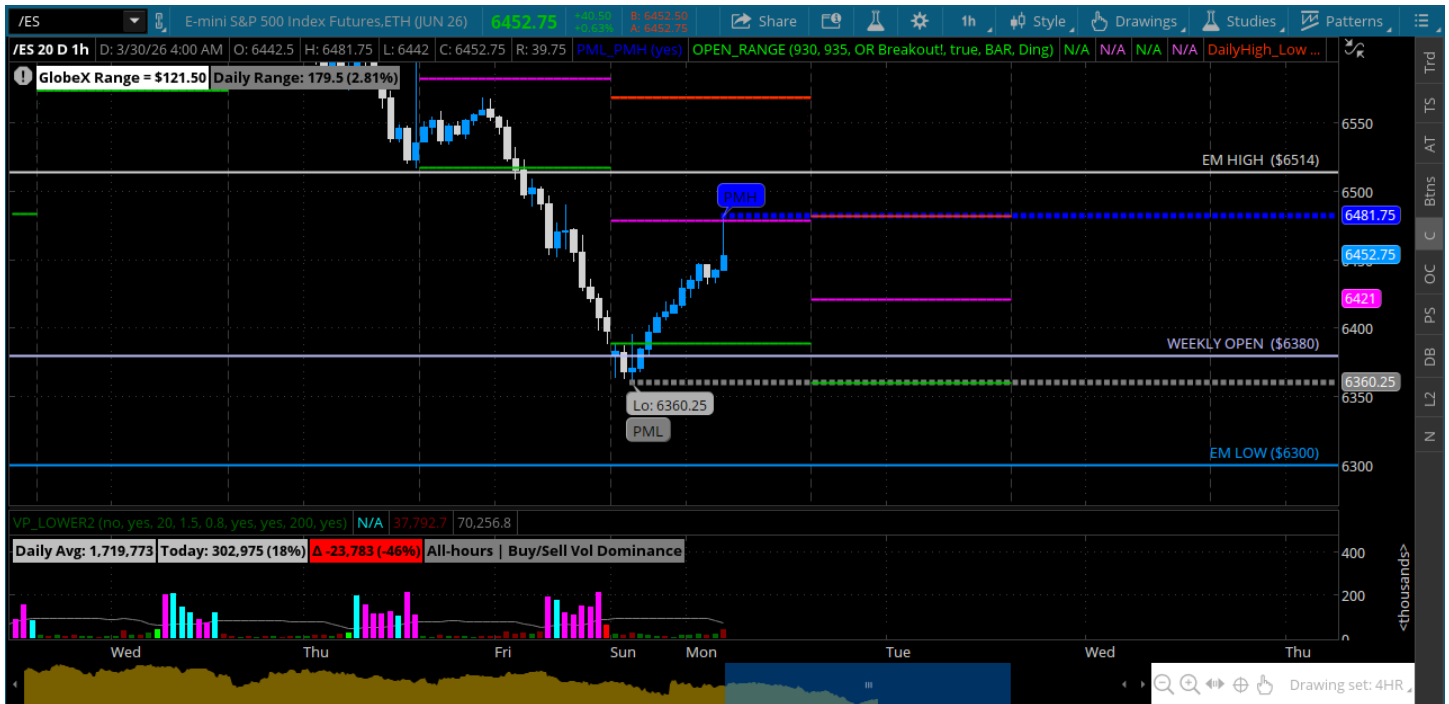 /ES E-mini S&P 500 Index Futures,ETH (JUN 26) 6452.75 +40.50 +0.63% B: 6452.50 A: 6452.75 Share 1h Style Drawings Studies Patterns
/ES 20 D 1h D: 3/30/26 4:00 AM O: 6442.5 H: 6481.75 L: 6442 C: 6452.75 R: 39.75 PML_PMH (yes) OPEN_RANGE (930, 935, OR Breakout!, true, BAR, Ding) N/A N/A N/A N/A DailyHigh_Low ...
GlobeX Range = $121.50 Daily Range: 179.5 (2.81%)
6550
EM HIGH ($6514)
6500
PMH
6481.75
6452.75
6421
6400
WEEKLY OPEN ($6380)
6360.25
6350
Lo: 6360.25
PML
EM LOW ($6300)
6300
Trd
TS
AT
Btns
C
OC
PS
DB
L2
N
VP_LOWER2 (no, yes, 20, 1.5, 0.8, yes, yes, 200, yes) N/A 37,792.7 70,256.8
Daily Avg: 1,719,773 Today: 302,975 (18%) Δ -23,783 (-46%) All-hours | Buy/Sell Vol Dominance
400
200
0
<thousands>
Wed Thu Fri Sun Mon Tue Wed Thu
Drawing set: 4HR